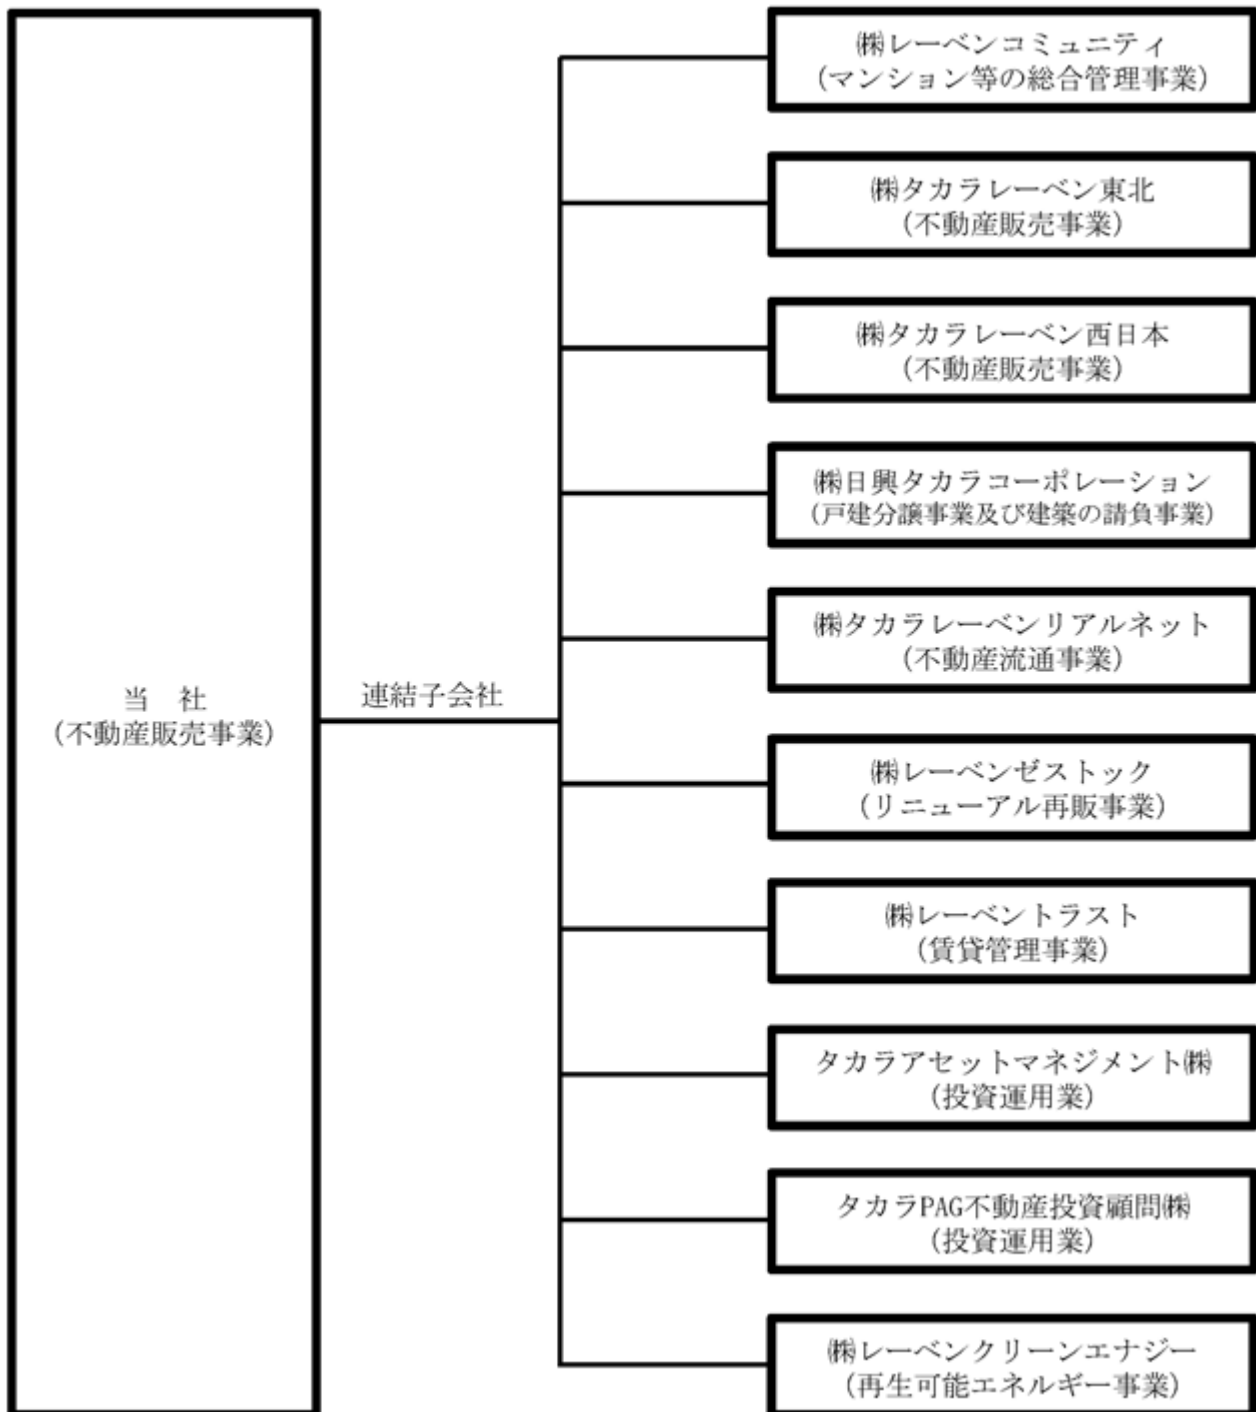 当　社
(不動産販売事業)
連結子会社
㈱レーベンコミュニティ
(マンション等の総合管理事業)
㈱タカラレーベン東北
(不動産販売事業)
㈱タカラレーベン西日本
(不動産販売事業)
㈱日興タカラコーポレーション
(戸建分譲事業及び建築の請負事業)
㈱タカラレーベンリアルネット
(不動産流通事業)
㈱レーベンゼストック
(リニューアル再販事業)
㈱レーベントラスト
(賃貸管理事業)
タカラアセットマネジメント㈱
(投資運用業)
タカラPAG不動産投資顧問㈱
(投資運用業)
㈱レーベンクリーンエナジー
(再生可能エネルギー事業)